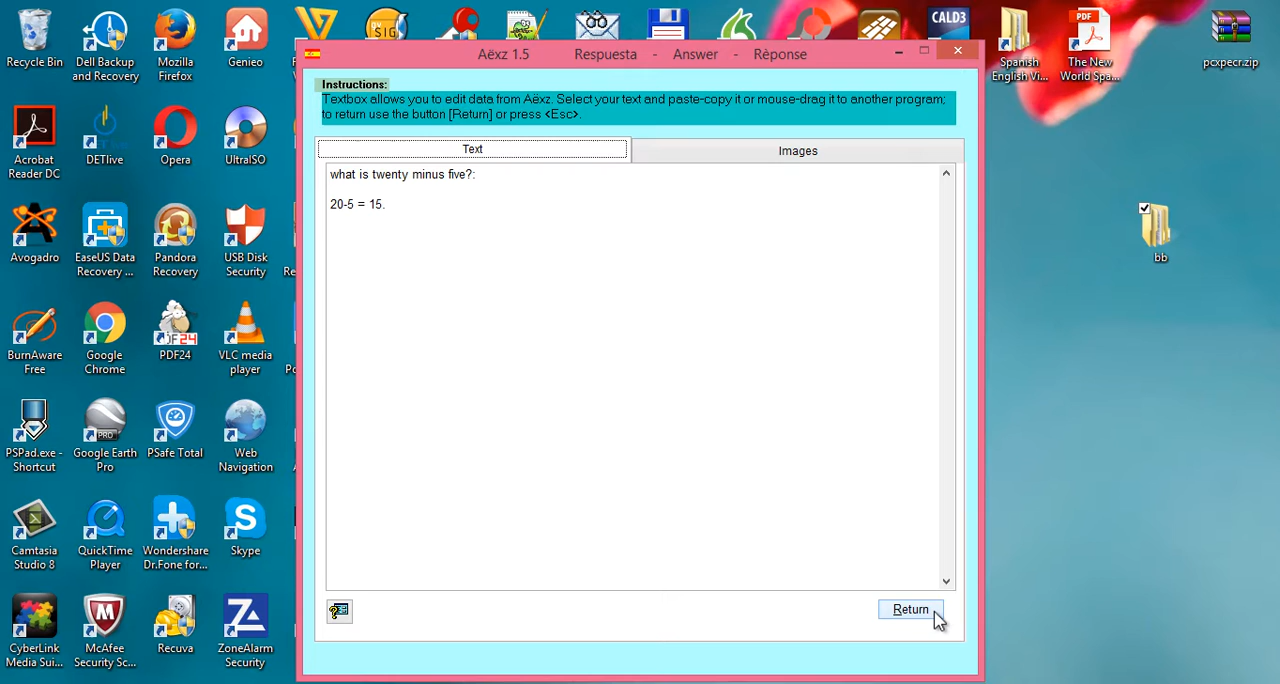 Recycle Bin
Dell Backup
and Recovery
Mozilla
Firefox
Genieo
SIG
CALD3
PDF
Spanish
English Vi...
The New
World Spa...
pcxpecr.zip
Aëxz 1.5 Respuesta - Answer - Rèponse
Instructions:
Textbox allows you to edit data from Aëxz. Select your text and paste-copy it or mouse-drag it to another program;
to return use the button [Return] or press <Esc>.
Text
Images
what is twenty minus five?:
20-5 = 15.
Return
Acrobat
Reader DC
DETlive
Opera
UltraISO
Avogadro
EaseUS Data
Recovery ...
Pandora
Recovery
USB Disk
Security
Re
BurnAware
Free
Google
Chrome
PDF24
VLC media
player
PSPad.exe -
Shortcut
PRO
Google Earth
Pro
PSafe Total
Web
Navigation
Camtasia
Studio 8
QuickTime
Player
Wondershare
Dr.Fone for...
Skype
CyberLink
Media Sui...
McAfee
Security Sc...
Recuva
ZoneAlarm
Security
bb